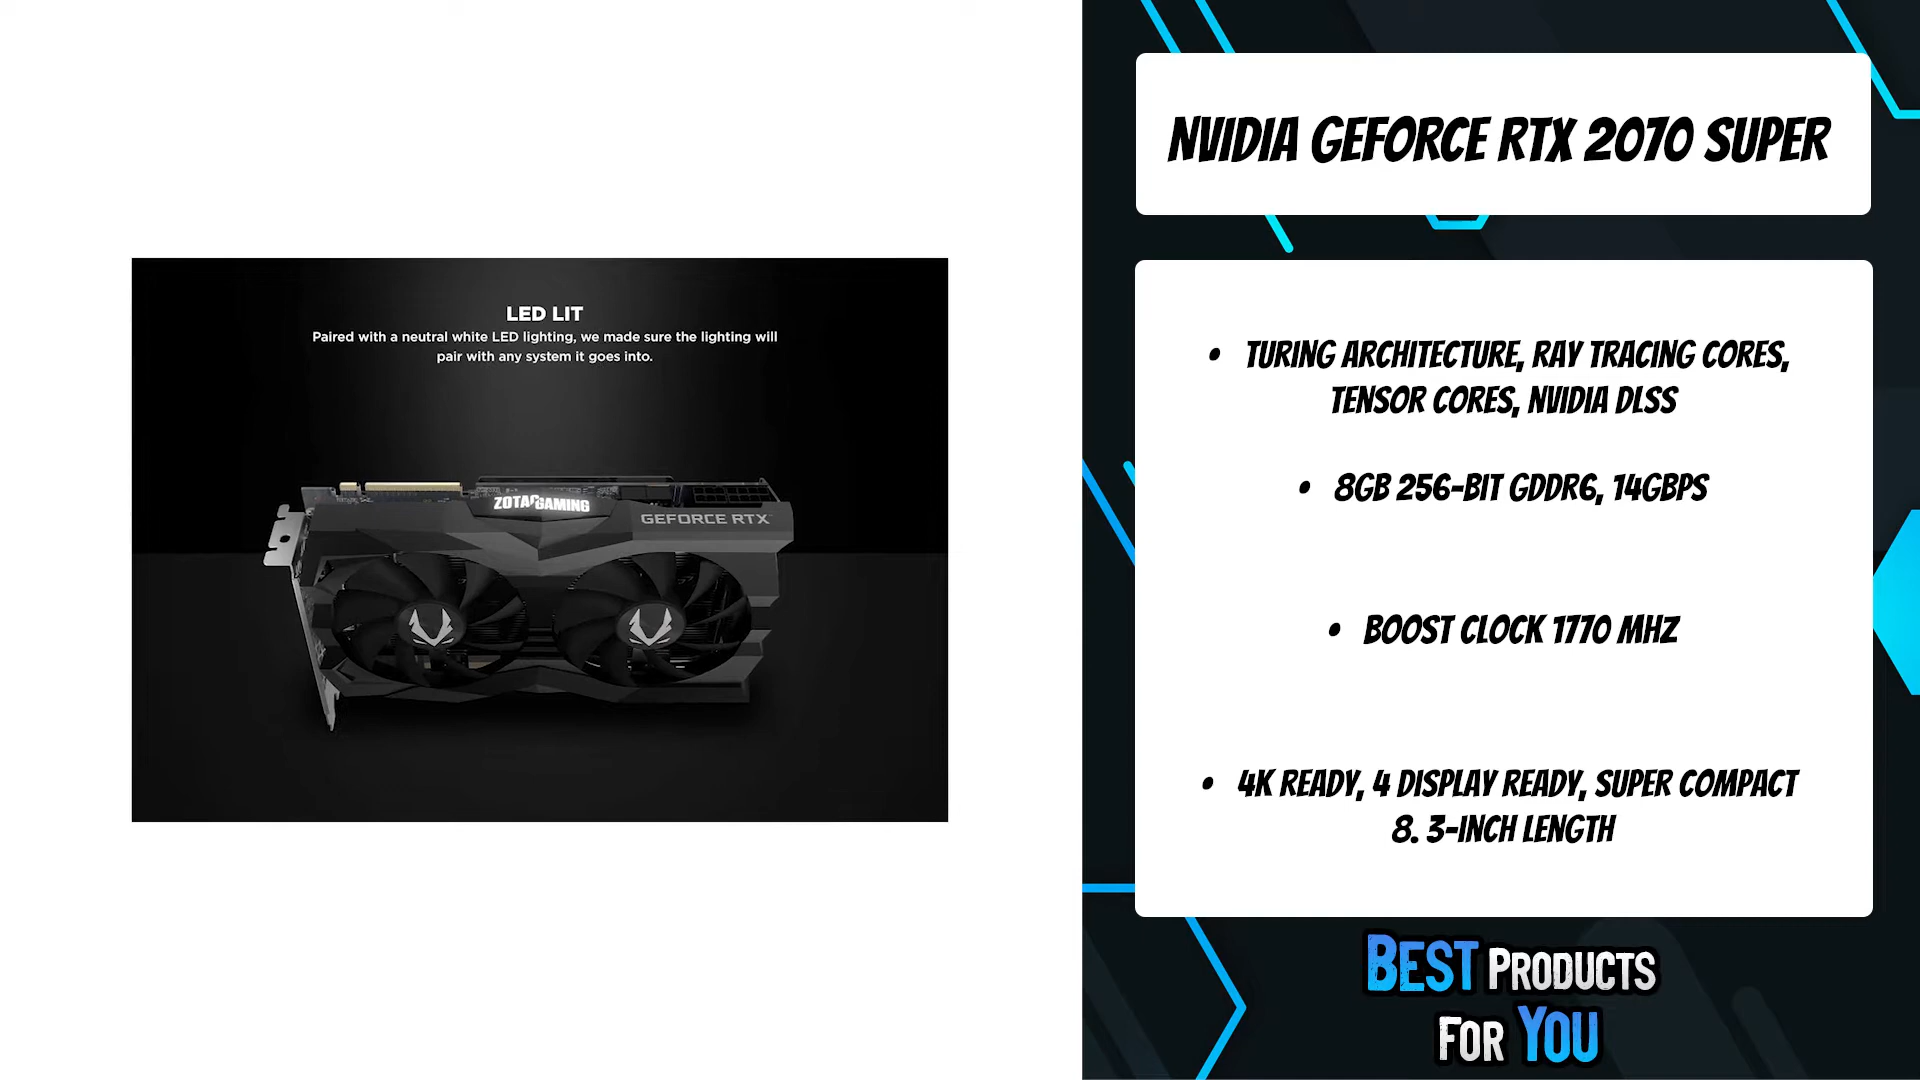 LED LIT
Paired with a neutral white LED lighting, we made sure the lighting will
pair with any system it goes into.
ZOTAC GAMING
GEFORCE RTX
NVIDIA GEFORCE RTX 2070 SUPER
• TURING ARCHITECTURE, RAY TRACING CORES,
TENSOR CORES, NVIDIA DLSS
• 8GB 256-BIT GDDR6, 14GBPS
• BOOST CLOCK 1770 MHZ
• 4K READY, 4 DISPLAY READY, SUPER COMPACT
8. 3-INCH LENGTH
BEST PRODUCTS
FOR YOU